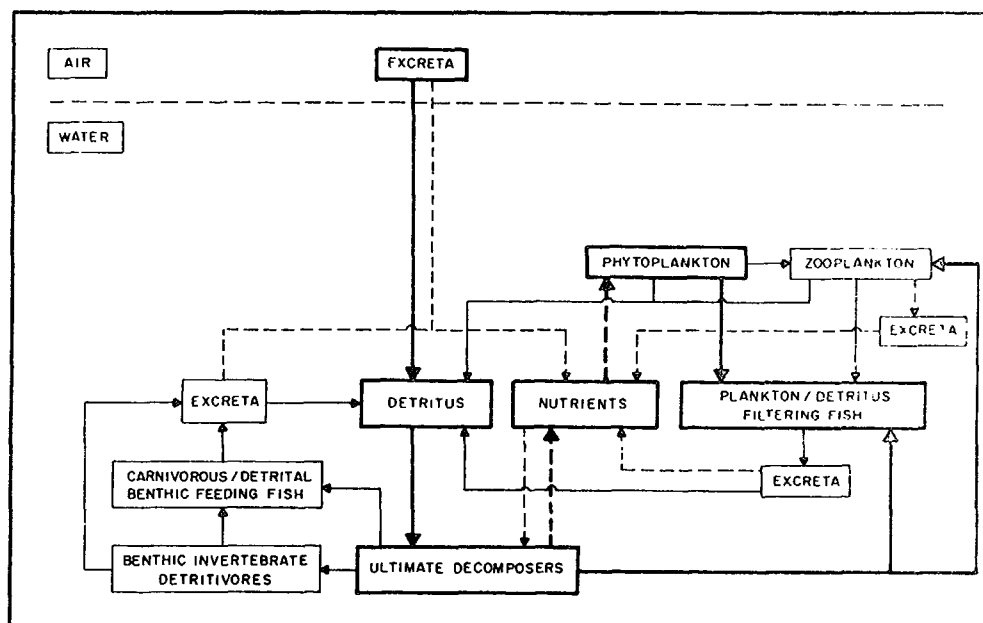 AIR
EXCRETA
WATER
PHYTOPLANKTON
ZOOPLANKTON
EXCRETA
EXCRETA
DETRITUS
NUTRIENTS
PLANKTON / DETRITUS
FILTERING FISH
CARNIVOROUS / DETRITAL
BENTHIC FEEDING FISH
EXCRETA
BENTHIC INVERTEBRATE
DETRITIVORES
ULTIMATE DECOMPOSERS